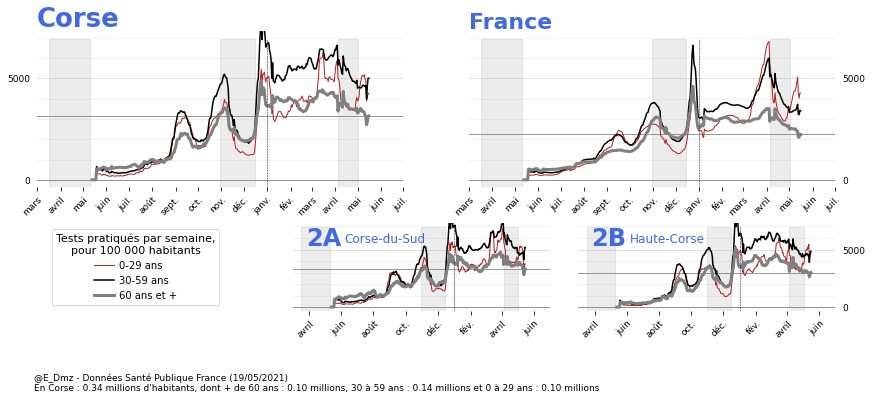 Corse
France
5000
0
5000
0
mars avril mai juin juil. août sept. oct. nov. déc. janv. fév. mars avril mai juin juil.
mars avril mai juin juil. août sept. oct. nov. déc. janv. fév. mars avril mai juin juil.
Tests pratiqués par semaine,
pour 100 000 habitants
0-29 ans
30-59 ans
60 ans et +
2A Corse-du-Sud
2B Haute-Corse
5000
0
avril juin août oct. déc. fév. avril juin
avril juin août oct. déc. fév. avril juin
@E_Dmz - Données Santé Publique France (19/05/2021)
En Corse : 0.34 millions d'habitants, dont + de 60 ans : 0.10 millions, 30 à 59 ans : 0.14 millions et 0 à 29 ans : 0.10 millions